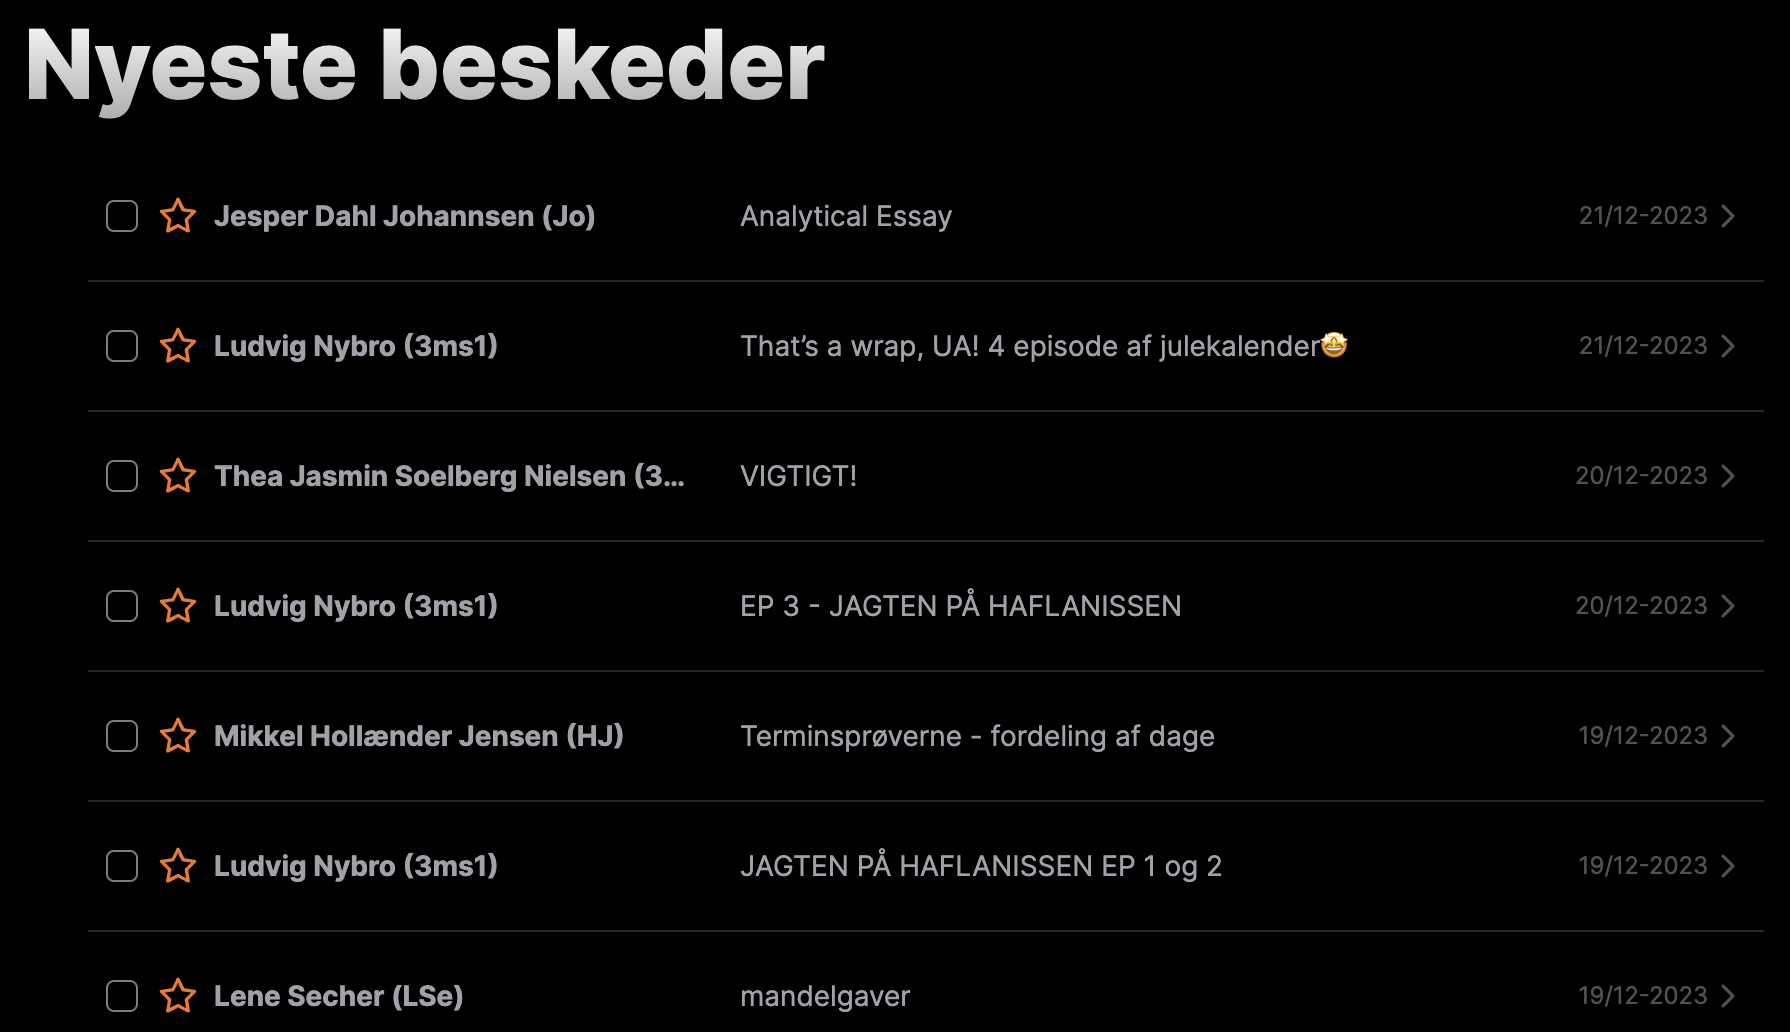 Nyeste beskeder
Jesper Dahl Johannsen (Jo) Analytical Essay 21/12-2023
Ludvig Nybro (3ms1) That’s a wrap, UA! 4 episode af julekalender🤩 21/12-2023
Thea Jasmin Soelberg Nielsen (3... VIGTIGT! 20/12-2023
Ludvig Nybro (3ms1) EP 3 - JAGTEN PÅ HAFLANISSEN 20/12-2023
Mikkel Hollænder Jensen (HJ) Terminsprøverne - fordeling af dage 19/12-2023
Ludvig Nybro (3ms1) JAGTEN PÅ HAFLANISSEN EP 1 og 2 19/12-2023
Lene Secher (LSe) mandelgaver 19/12-2023